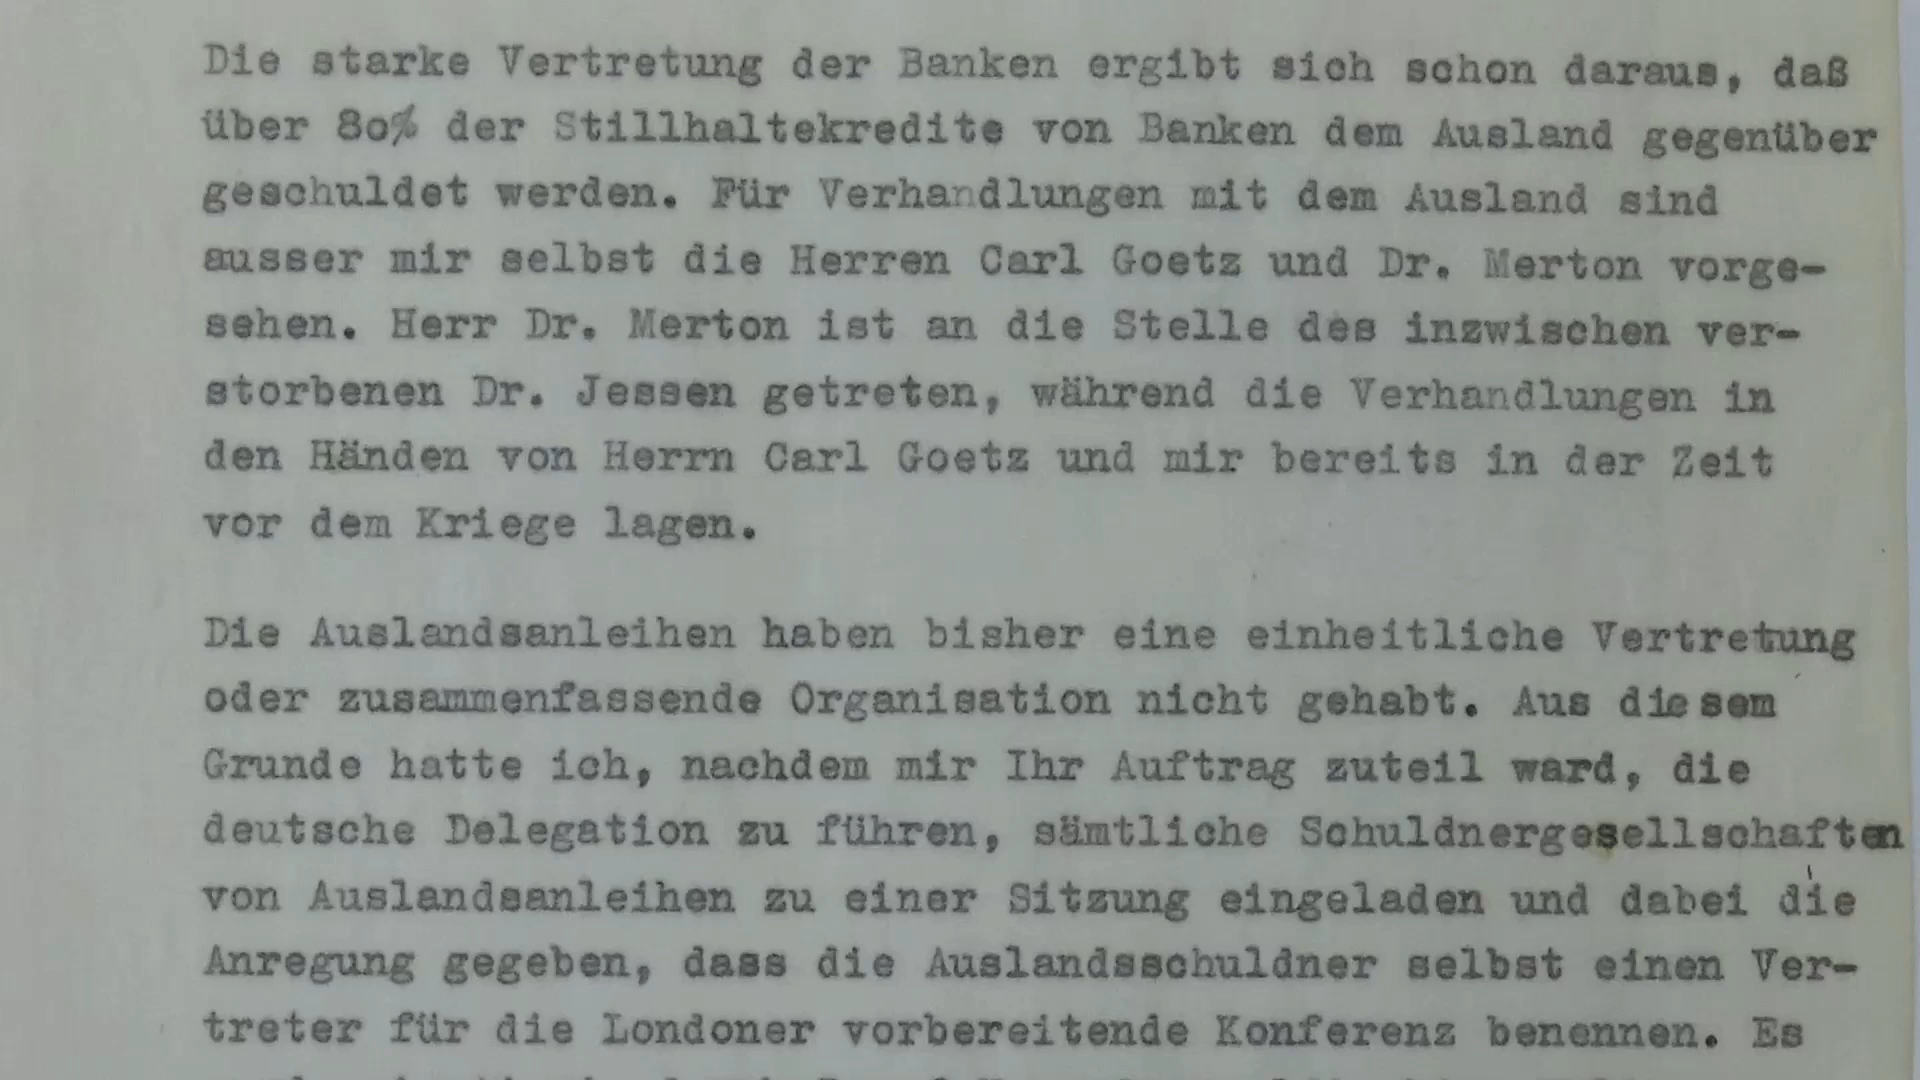 Die starke Vertretung der Banken ergibt sich schon daraus, daß
über 80% der Stillhaltekredite von Banken dem Ausland gegenüber
geschuldet werden. Für Verhandlungen mit dem Ausland sind
ausser mir selbst die Herren Carl Goetz und Dr. Merton vorge-
sehen. Herr Dr. Merton ist an die Stelle des inzwischen ver-
storbenen Dr. Jessen getreten, während die Verhandlungen in
den Händen von Herrn Carl Goetz und mir bereits in der Zeit
vor dem Kriege lagen.
Die Auslandsanleihen haben bisher eine einheitliche Vertretung
oder zusammenfassende Organisation nicht gehabt. Aus diesem
Grunde hatte ich, nachdem mir Ihr Auftrag zuteil ward, die
deutsche Delegation zu führen, sämtliche Schuldnergesellschaften
von Auslandsanleihen zu einer Sitzung eingeladen und dabei die
Anregung gegeben, dass die Auslandsschuldner selbst einen Ver-
treter für die Londoner vorbereitende Konferenz benennen. Es